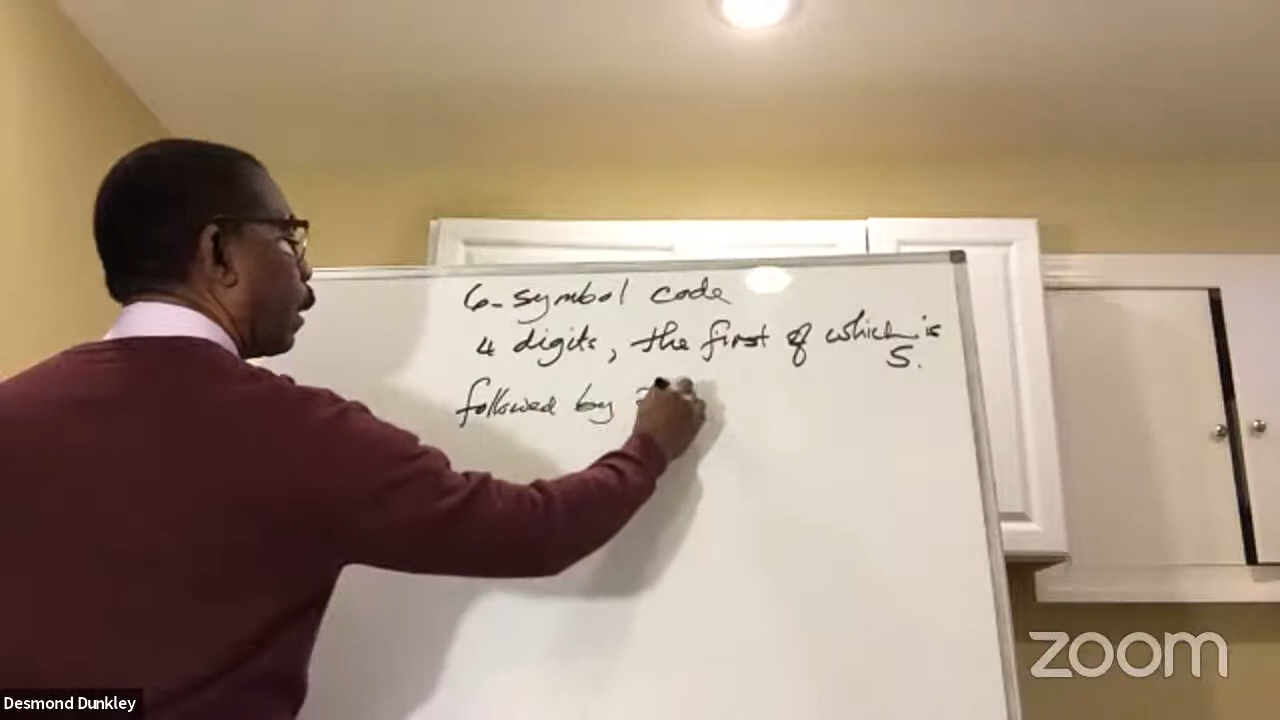 6-symbol code
4 digits, the first of which is
5.
followed by
zoom
Desmond Dunkley